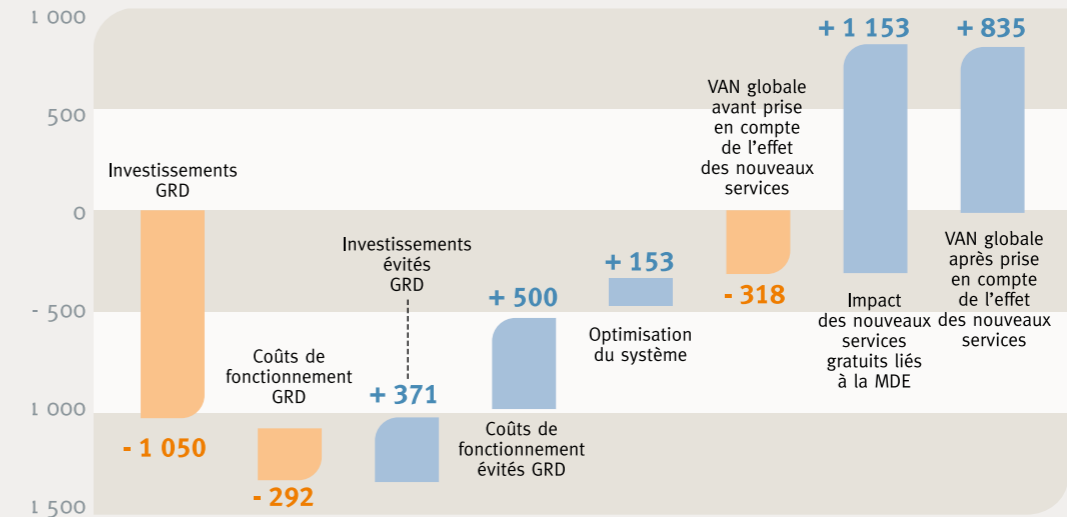 1 000
500
0
- 500
1 000
1 500
Investissements
GRD
- 1 050
Coûts de
fonctionnement
GRD
- 292
Investissements
évités
GRD
+ 371
+ 500
Coûts de
fonctionnement
évités GRD
+ 153
Optimisation
du système
VAN globale
avant prise
en compte
de l’effet
des nouveaux
services
- 318
+ 1 153
Impact
des nouveaux
services
gratuits liés
à la MDE
+ 835
VAN globale
après prise
en compte
de l’effet
des nouveaux
services